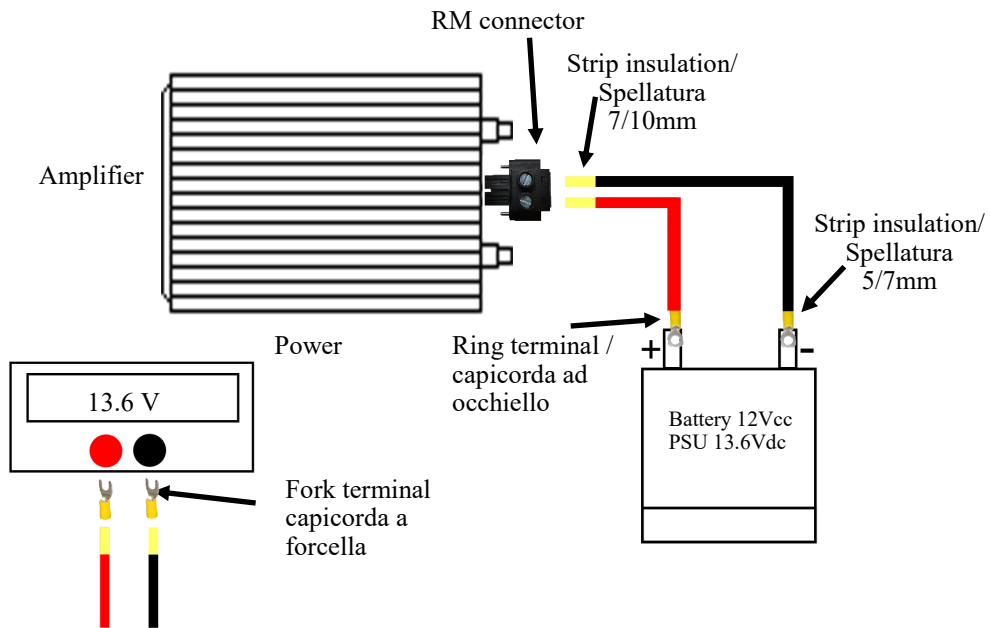 RM connector
Strip insulation/
Spellatura
7/10mm
Amplifier
Strip insulation/
Spellatura
5/7mm
Power
Ring terminal /
capicorda ad
occhiello
+
-
13.6 V
Battery 12Vcc
PSU 13.6Vdc
Fork terminal
capicorda a
forcella